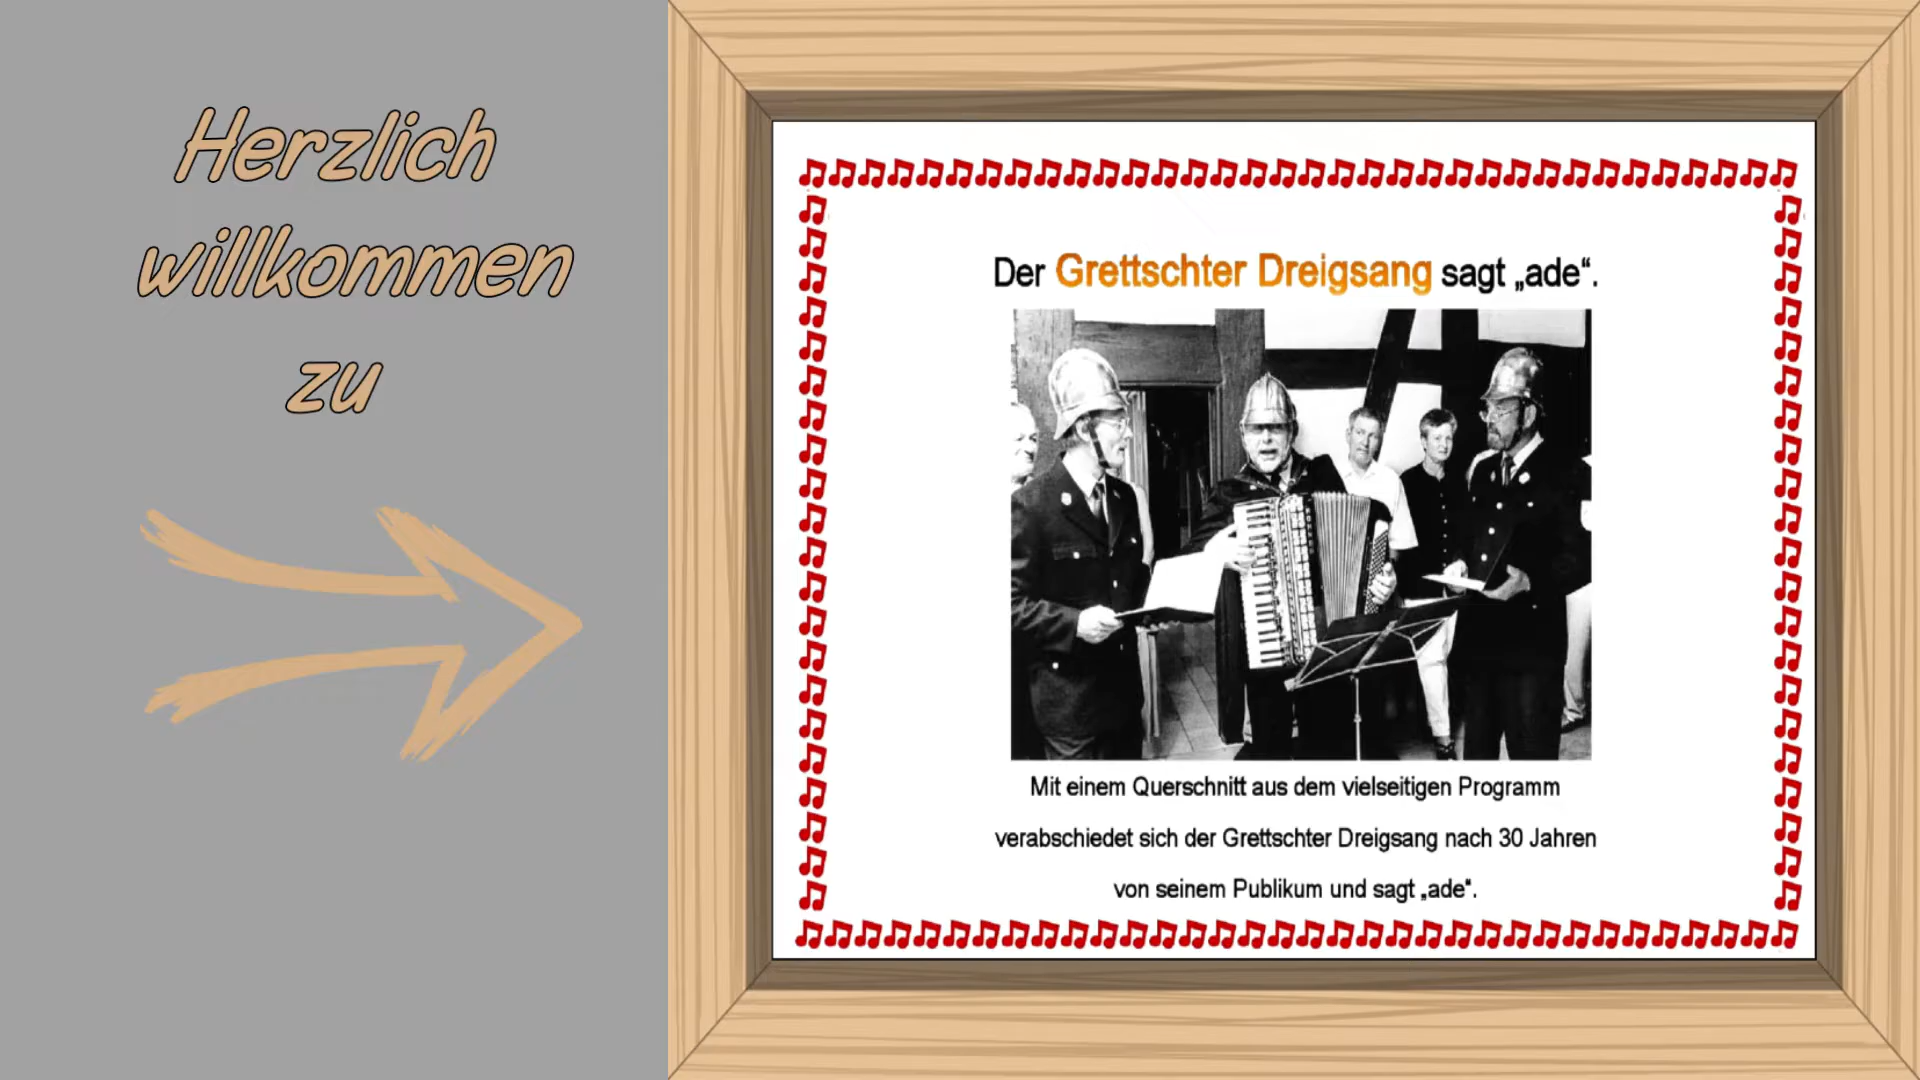 Herzlich
willkommen
zu
Der Grettschter Dreigsang sagt „ade“.
Mit einem Querschnitt aus dem vielseitigen Programm
verabschiedet sich der Grettschter Dreigsang nach 30 Jahren
von seinem Publikum und sagt „ade“.